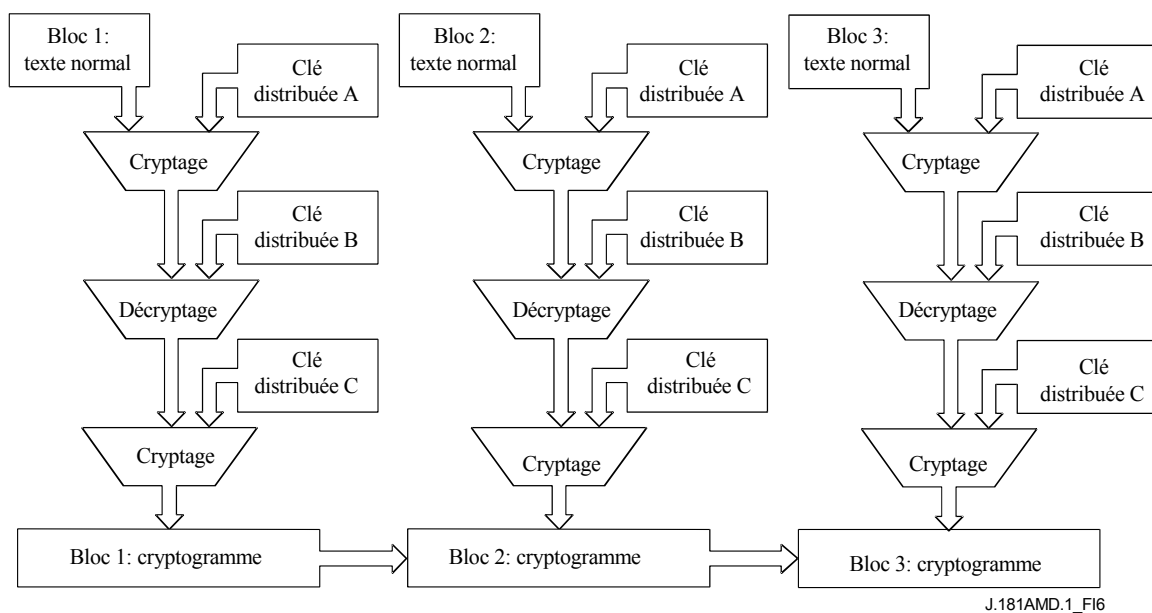 Bloc 1:
texte normal
Clé
distribuée A
Cryptage
Clé
distribuée B
Décryptage
Clé
distribuée C
Cryptage
Bloc 1: cryptogramme
Bloc 2:
texte normal
Clé
distribuée A
Cryptage
Clé
distribuée B
Décryptage
Clé
distribuée C
Cryptage
Bloc 2: cryptogramme
Bloc 3:
texte normal
Clé
distribuée A
Cryptage
Clé
distribuée B
Décryptage
Clé
distribuée C
Cryptage
Bloc 3: cryptogramme
J.181AMD.1_FI6